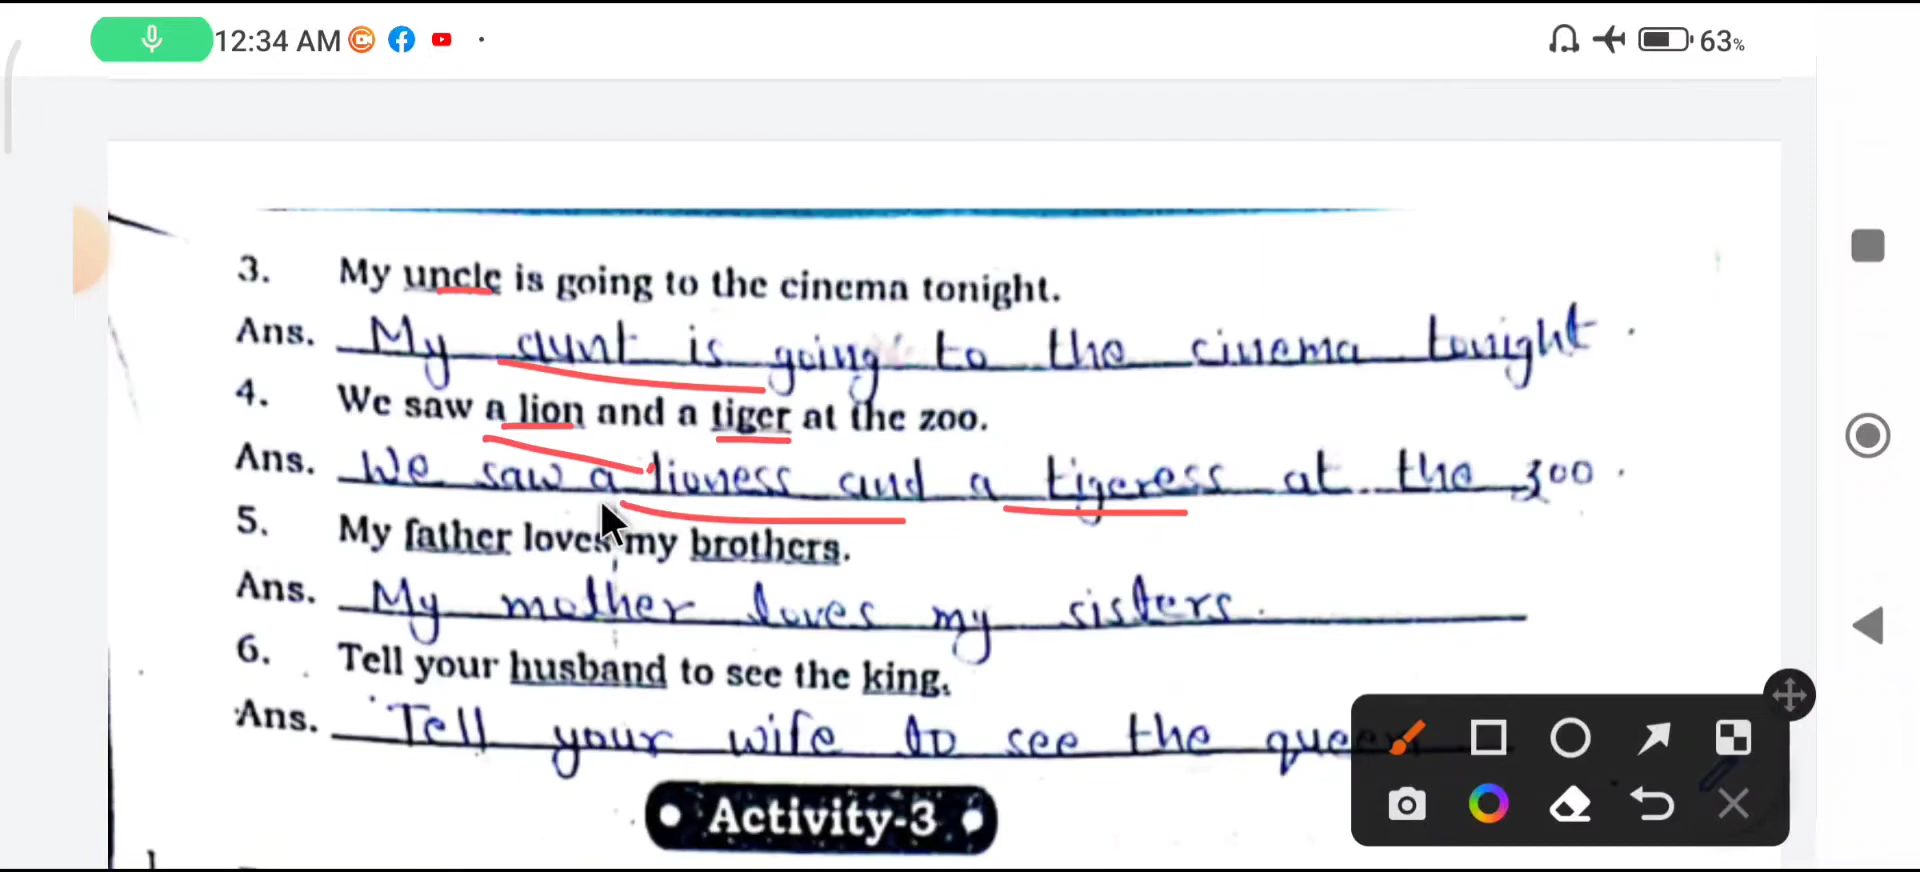 12:34 AM
63%
3. My uncle is going to the cinema tonight.
Ans. My aunt is going to the cinema tonight.
4. We saw a lion and a tiger at the zoo.
Ans. We saw a lioness and a tigeress at the zoo.
5. My father loves my brothers.
Ans. My mother loves my sisters.
6. Tell your husband to see the king.
Ans. Tell your wife to see the queen
Activity-3